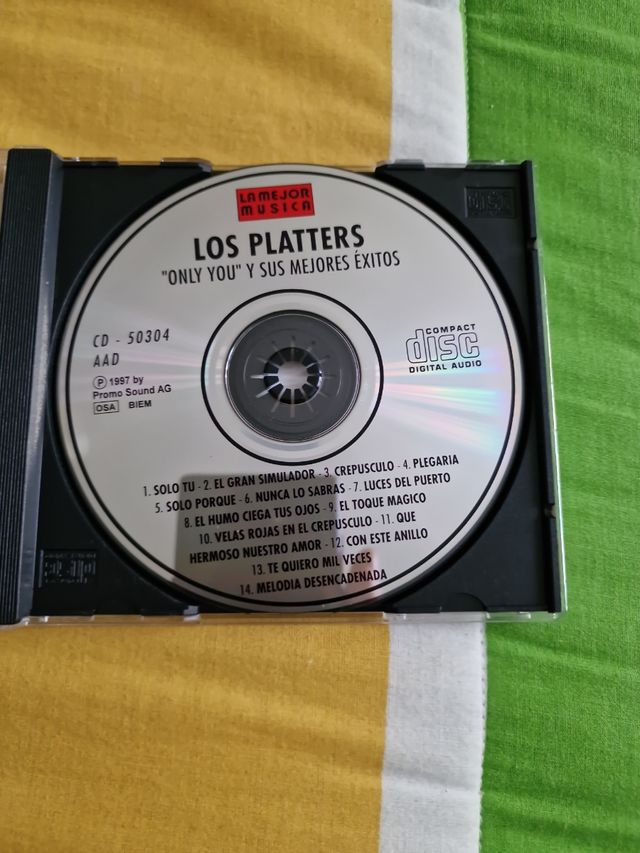 LA MEJOR
MUSICA
LOS PLATTERS
"ONLY YOU" Y SUS MEJORES ÉXITOS
CD - 50304
AAD
Ⓟ 1997 by
Promo Sound AG
OSA BIEM
COMPACT
disc
DIGITAL AUDIO
1. SOLO TU - 2. EL GRAN SIMULADOR - 3. CREPUSCULO - 4. PLEGARIA
5. SOLO PORQUE - 6. NUNCA LO SABRAS - 7. LUCES DEL PUERTO
8. EL HUMO CIEGA TUS OJOS - 9. EL TOQUE MAGICO
10. VELAS ROJAS EN EL CREPUSCULO - 11. QUE
HERMOSO NUESTRO AMOR - 12. CON ESTE ANILLO
13. TE QUIERO MIL VECES
14. MELODIA DESENCADENADA